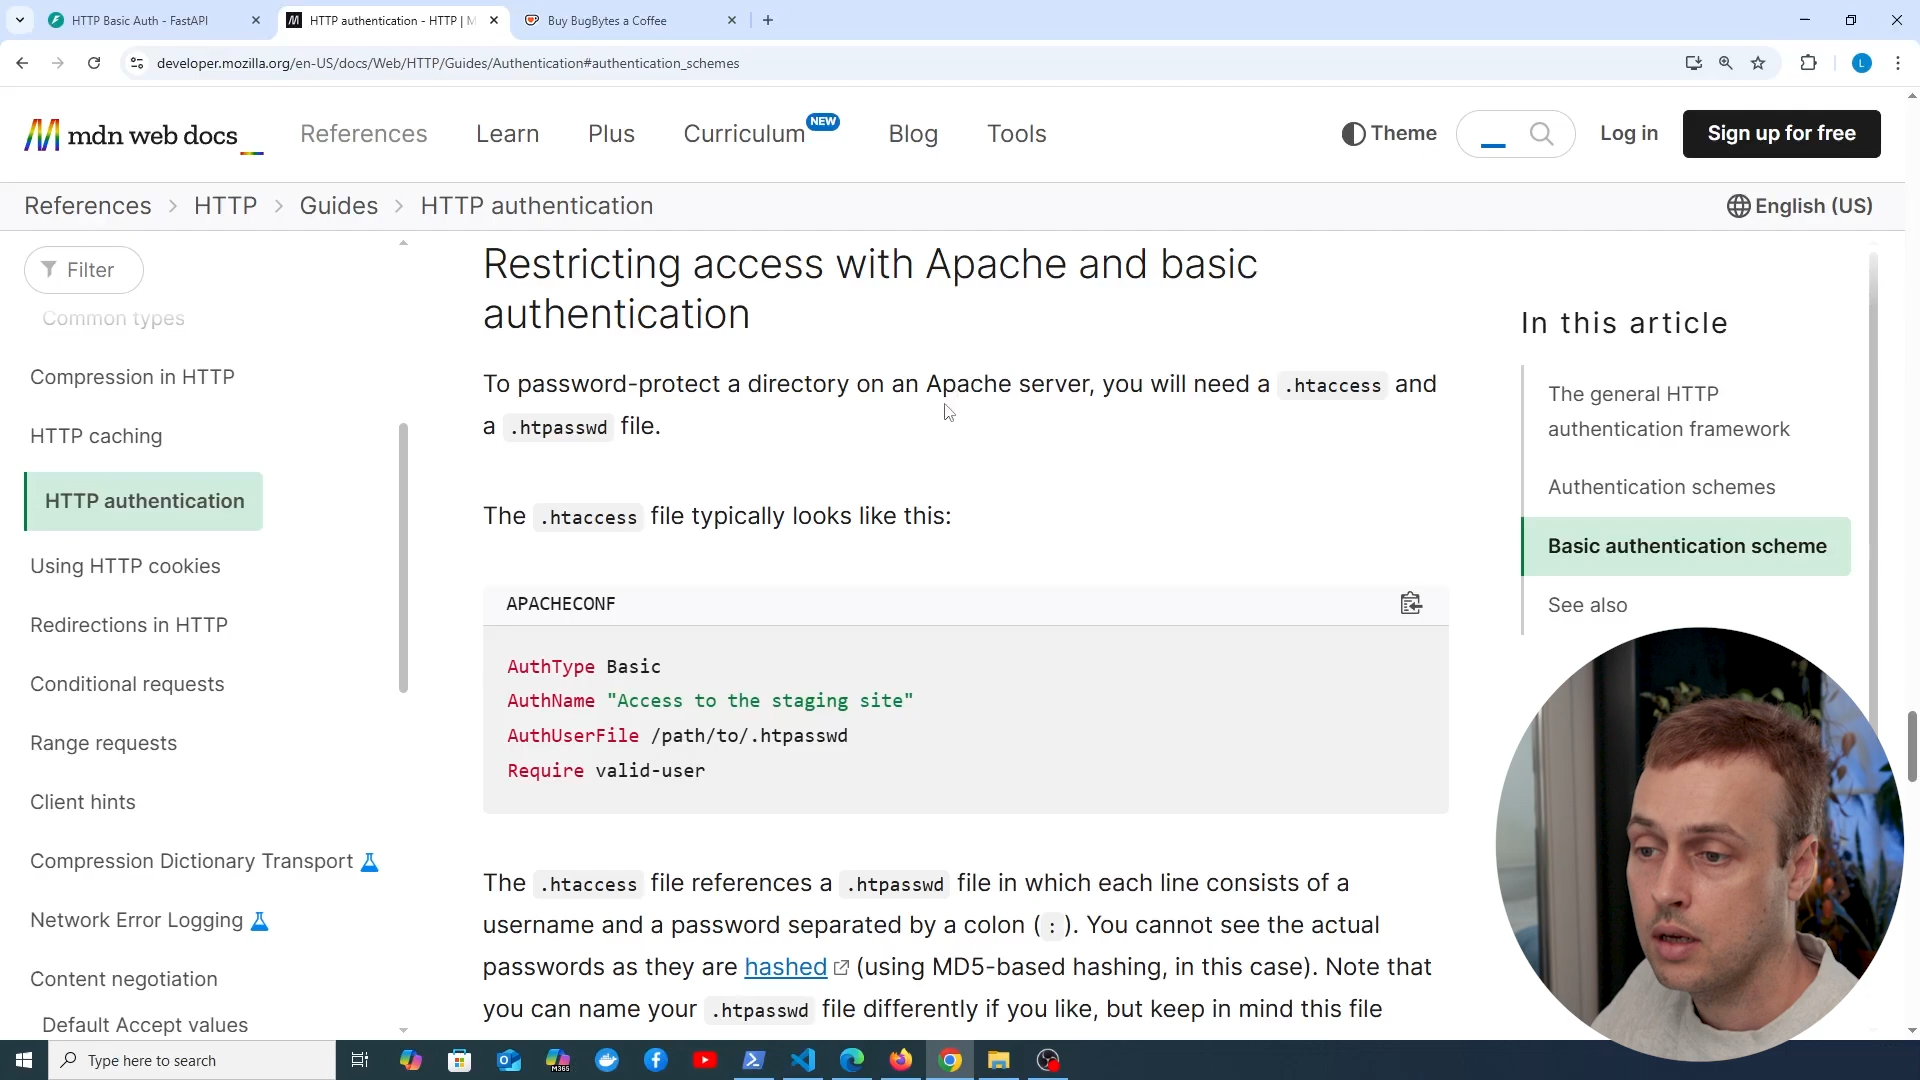 HTTP Basic Auth - FastAPI
HTTP authentication - HTTP | M
Buy BugBytes a Coffee
developer.mozilla.org/en-US/docs/Web/HTTP/Guides/Authentication#authentication_schemes
L
mdn web docs
References
Learn
Plus
Curriculum NEW
Blog
Tools
Theme
Log in
Sign up for free
References > HTTP > Guides > HTTP authentication
English (US)
Filter
Common types
Compression in HTTP
HTTP caching
HTTP authentication
Using HTTP cookies
Redirections in HTTP
Conditional requests
Range requests
Client hints
Compression Dictionary Transport
Network Error Logging
Content negotiation
Default Accept values
Restricting access with Apache and basic
authentication
To password-protect a directory on an Apache server, you will need a .htaccess and
a .htpasswd file.
The .htaccess file typically looks like this:
APACHECONF
AuthType Basic
AuthName "Access to the staging site"
AuthUserFile /path/to/.htpasswd
Require valid-user
The .htaccess file references a .htpasswd file in which each line consists of a
username and a password separated by a colon (:). You cannot see the actual
passwords as they are hashed (using MD5-based hashing, in this case). Note that
you can name your .htpasswd file differently if you like, but keep in mind this file
In this article
The general HTTP
authentication framework
Authentication schemes
Basic authentication scheme
See also
Type here to search
M365